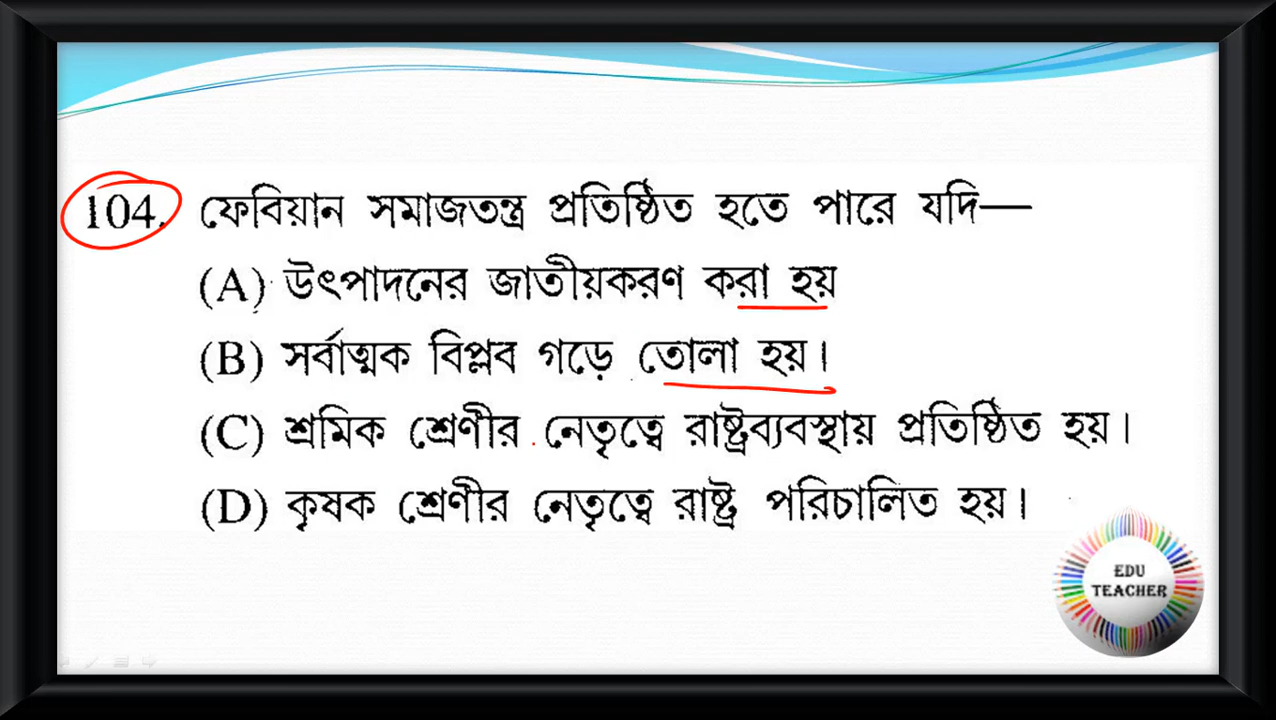 104. ফেবিয়ান সমাজতন্ত্র প্রতিষ্ঠিত হতে পারে যদি—
(A) উৎপাদনের জাতীয়করণ করা হয়
(B) সর্বাত্মক বিপ্লব গড়ে তোলা হয়।
(C) শ্রমিক শ্রেণীর নেতৃত্বে রাষ্ট্রব্যবস্থায় প্রতিষ্ঠিত হয়।
(D) কৃষক শ্রেণীর নেতৃত্বে রাষ্ট্র পরিচালিত হয়।
EDU
TEACHER